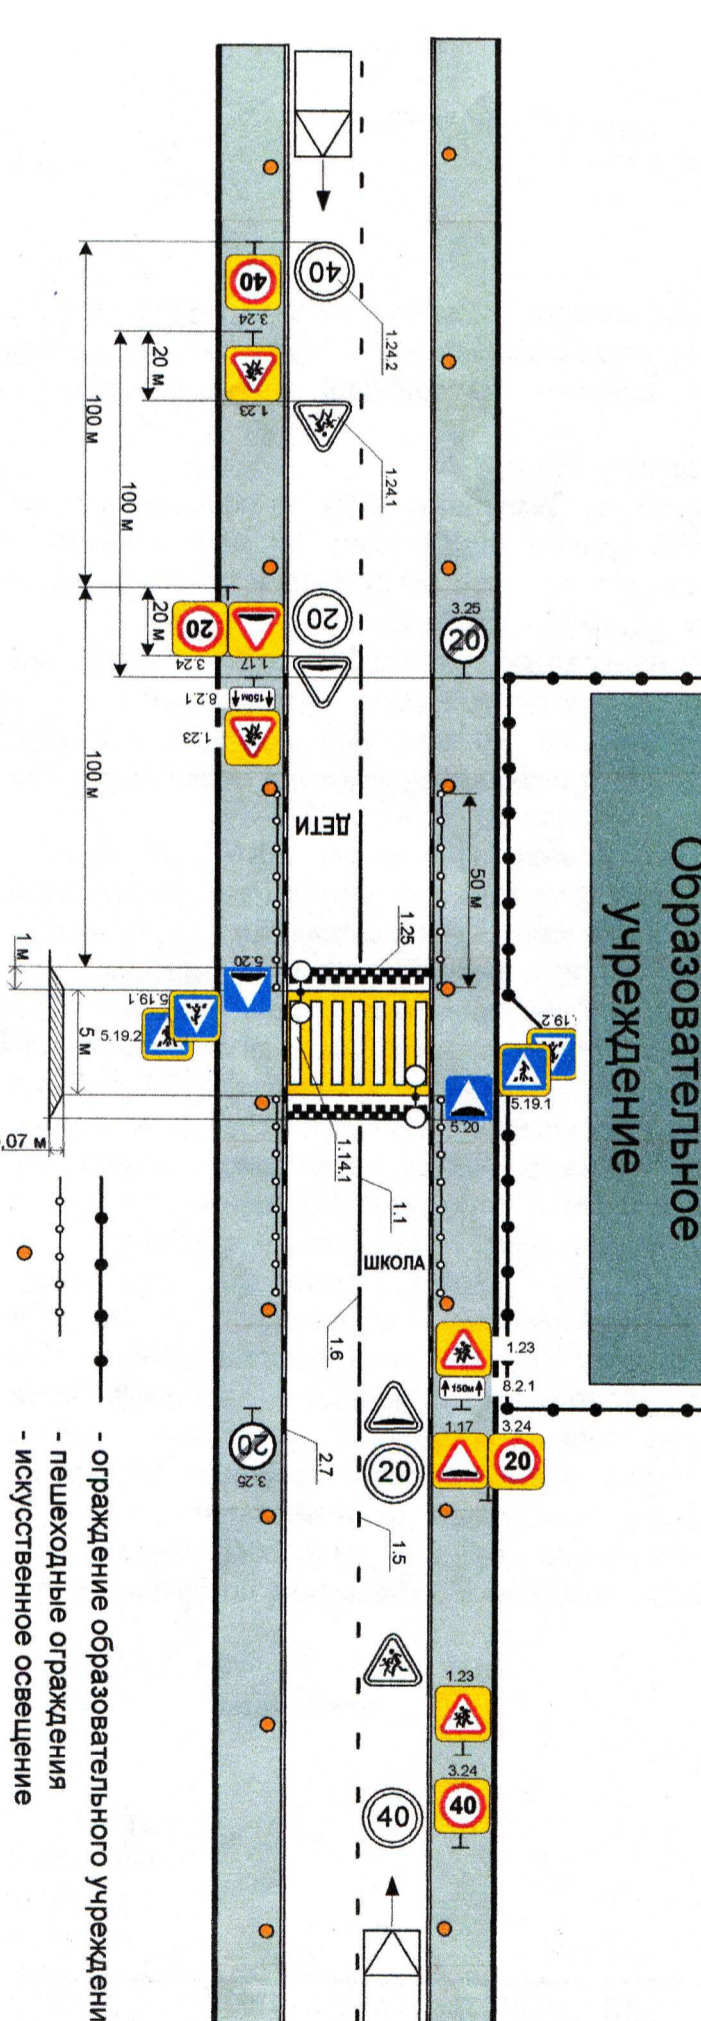 40
40
3.24
1.24.2
20 м
1.23
1.24.1
100 м
100 м
20
3.25
20
20 м
20
3.24
1.17
8.2.1
150м
1.23
100 м
ДЕТИ
50 м
Образовательное
учреждение
1.25
5.20
1 м
5.19.1
5.19.2
5 м
.19.2
5.19.1
5.20
,07 м
1.14.1
1.1
ШКОЛА
1.6
1.23
150м
8.2.1
1.17
3.24
20
20
20
3.25
2.7
1.5
1.23
3.24
40
40
- ограждение образовательного учреждени
- пешеходные ограждения
- искусственное освещение